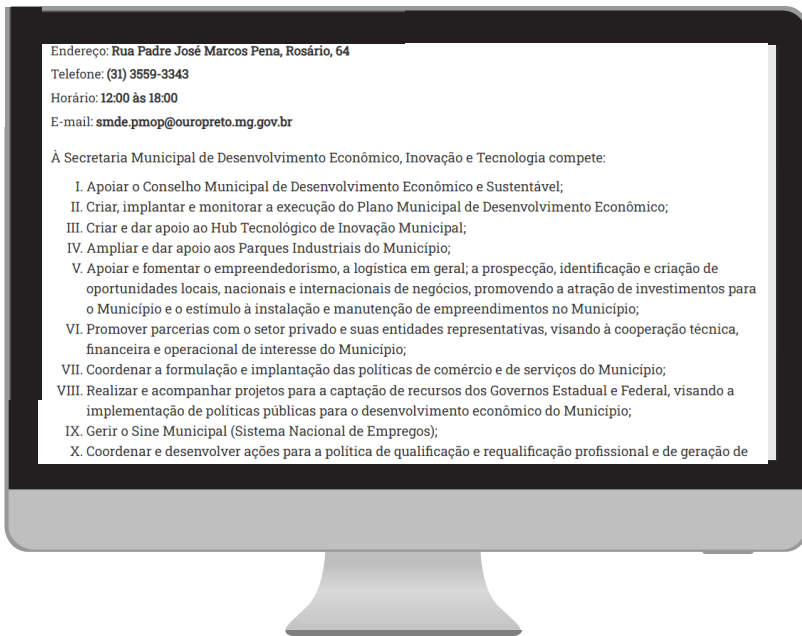 Endereço: Rua Padre José Marcos Pena, Rosário, 64
Telefone: (31) 3559-3343
Horário: 12:00 às 18:00
E-mail: smde.pmop@ouropreto.mg.gov.br
À Secretaria Municipal de Desenvolvimento Econômico, Inovação e Tecnologia compete:
I. Apoiar o Conselho Municipal de Desenvolvimento Econômico e Sustentável;
II. Criar, implantar e monitorar a execução do Plano Municipal de Desenvolvimento Econômico;
III. Criar e dar apoio ao Hub Tecnológico de Inovação Municipal;
IV. Ampliar e dar apoio aos Parques Industriais do Município;
V. Apoiar e fomentar o empreendedorismo, a logística em geral; a prospecção, identificação e criação de
oportunidades locais, nacionais e internacionais de negócios, promovendo a atração de investimentos para
o Município e o estímulo à instalação e manutenção de empreendimentos no Município;
VI. Promover parcerias com o setor privado e suas entidades representativas, visando à cooperação técnica,
financeira e operacional de interesse do Município;
VII. Coordenar a formulação e implantação das políticas de comércio e de serviços do Município;
VIII. Realizar e acompanhar projetos para a captação de recursos dos Governos Estadual e Federal, visando a
implementação de políticas públicas para o desenvolvimento econômico do Município;
IX. Gerir o Sine Municipal (Sistema Nacional de Empregos);
X. Coordenar e desenvolver ações para a política de qualificação e requalificação profissional e de geração de